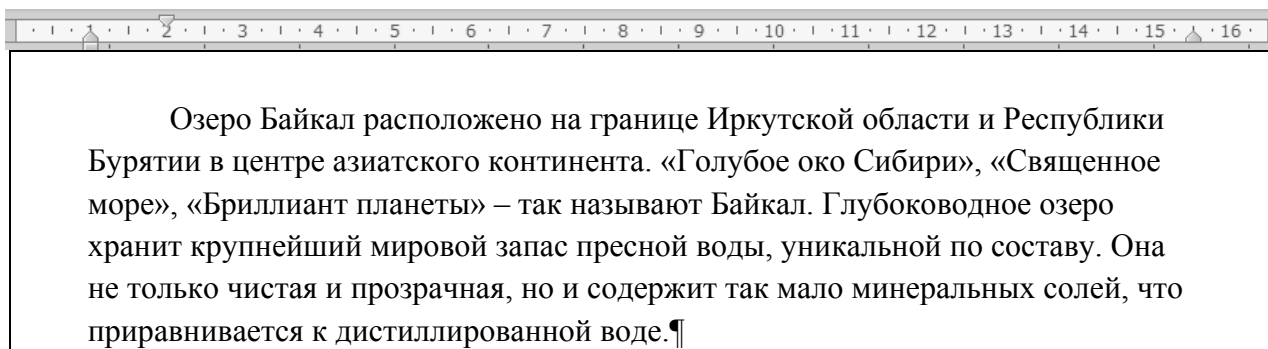 1 2 3 4 5 6 7 8 9 10 11 12 13 14 15 16
Озеро Байкал расположено на границе Иркутской области и Республики
Бурятии в центре азиатского континента. «Голубое око Сибири», «Священное
море», «Бриллиант планеты» – так называют Байкал. Глубоководное озеро
хранит крупнейший мировой запас пресной воды, уникальной по составу. Она
не только чистая и прозрачная, но и содержит так мало минеральных солей, что
приравнивается к дистиллированной воде.¶